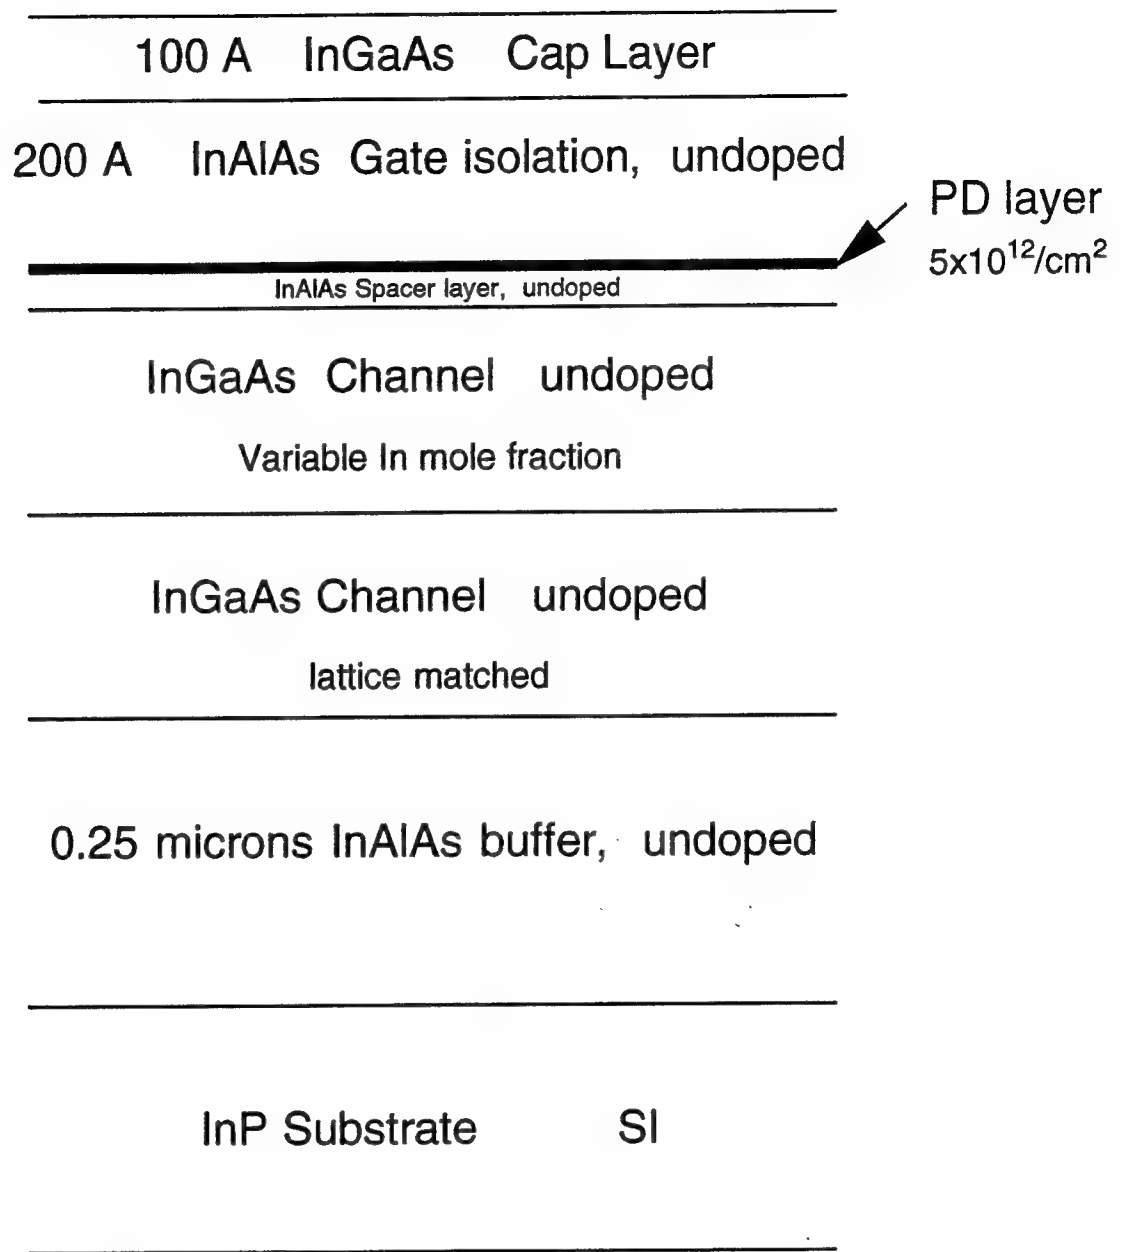 100 A InGaAs Cap Layer
200 A InAlAs Gate isolation, undoped
PD layer
5x10¹²/cm²
InAlAs Spacer layer, undoped
InGaAs Channel undoped
Variable In mole fraction
InGaAs Channel undoped
lattice matched
0.25 microns InAlAs buffer, undoped
InP Substrate SI